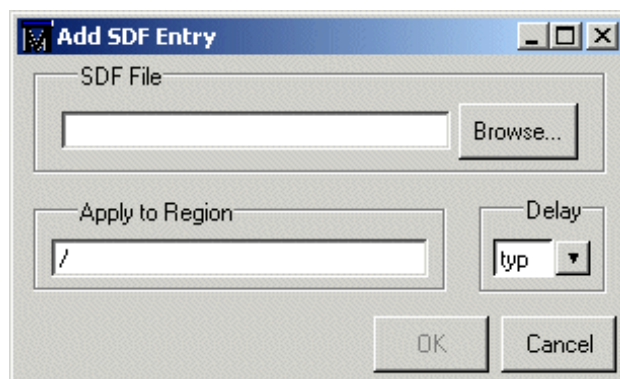 Add SDF Entry
SDF File
Browse...
Apply to Region
/
Delay
typ
OK
Cancel